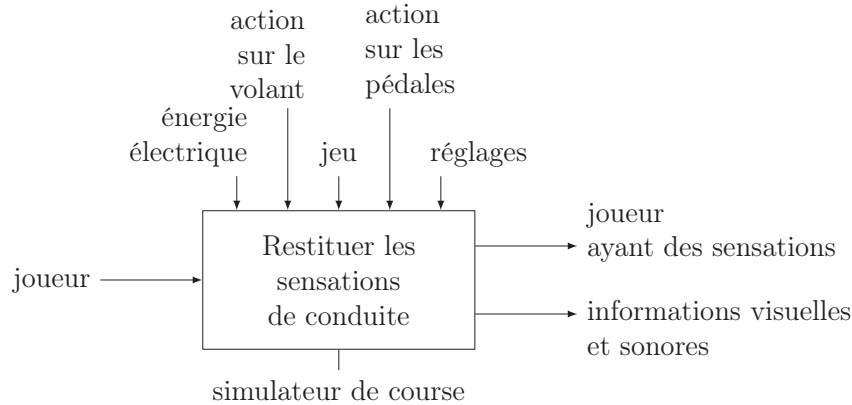 action
sur le
volant
action
sur les
pédales
énergie
électrique
jeu
réglages
joueur
Restituer les
sensations
de conduite
joueur
ayant des sensations
informations visuelles
et sonores
simulateur de course